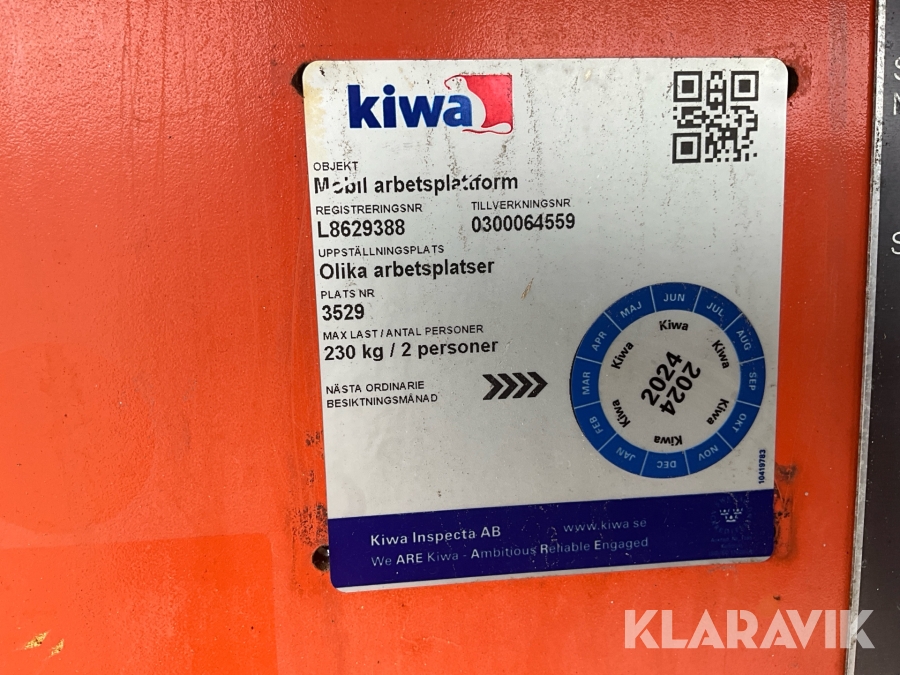 kiwa
OBJEKT
Mobil arbetsplattform
REGISTRERINGSNR
TILLVERKNINGSNR
L8629388
0300064559
UPPSTÄLLNINGSPLATS
Olika arbetsplatser
PLATS NR
3529
MAX LAST / ANTAL PERSONER
230 kg / 2 personer
NÄSTA ORDINARIE
BESIKTNINGSMÅNAD
JAN FEB MAR APR MAJ JUN JUL AUG SEP OKT NOV DEC
Kiwa Kiwa Kiwa Kiwa Kiwa Kiwa
2024
2024
10419783
Kiwa Inspecta AB
www.kiwa.se
We ARE Kiwa - Ambitious Reliable Engaged
KLARAVIK